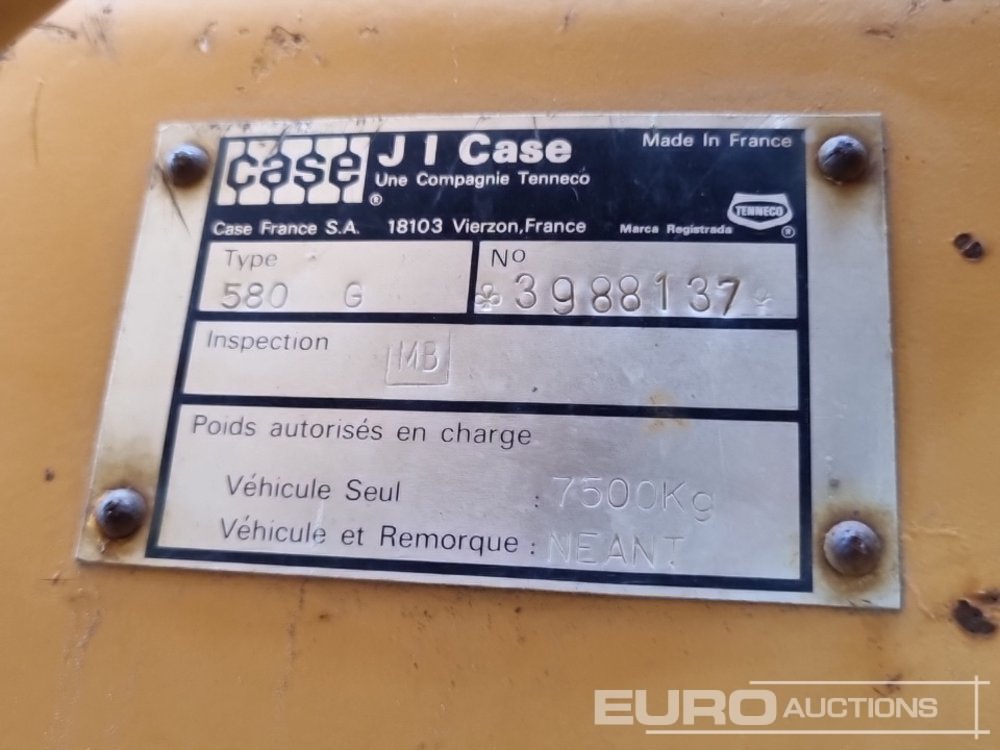 case ®
J I Case
Made In France
Une Compagnie Tenneco
Case France S.A. 18103 Vierzon, France
Marca Registrada
TENNECO ®
Type
580 G
No
3988137
Inspection
MB
Poids autorisés en charge
Véhicule Seul : 7500Kg
Véhicule et Remorque : NEANT
EURO AUCTIONS